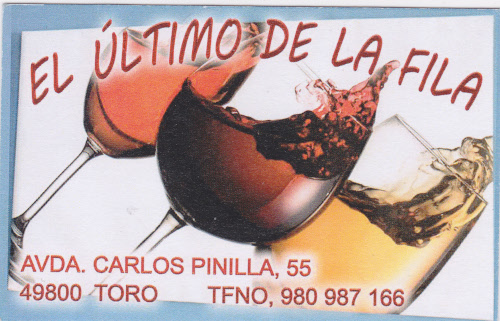 EL ÚLTIMO DE LA FILA
AVDA. CARLOS PINILLA, 55
49800 TORO TFNO, 980 987 166